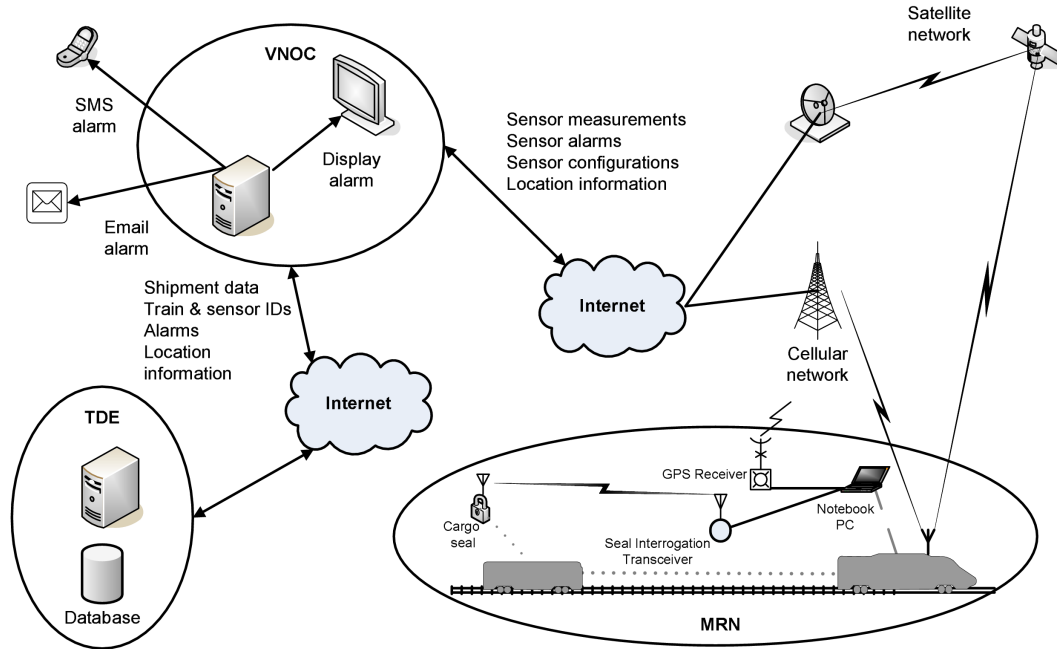 Satellite
network
VNOC
SMS
alarm
Display
alarm
Email
alarm
Sensor measurements
Sensor alarms
Sensor configurations
Location information
Internet
Cellular
network
Shipment data
Train & sensor IDs
Alarms
Location
information
Internet
TDE
Database
GPS Receiver
Notebook
PC
Cargo
seal
Seal Interrogation
Transceiver
MRN